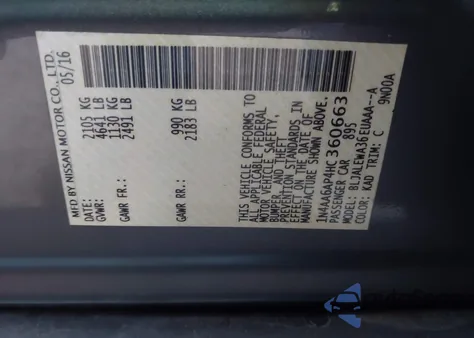 MFD BY NISSAN MOTOR CO., LTD.
DATE: 05/16
GVWR: 2105 KG
4641 LB
GAWR FR: 1130 KG
2491 LB
GAWR RR: 990 KG
2183 LB
THIS VEHICLE CONFORMS TO
ALL APPLICABLE FEDERAL
MOTOR VEHICLE SAFETY,
BUMPER, AND THEFT
PREVENTION STANDARDS IN
EFFECT ON THE DATE OF
MANUFACTURE SHOWN ABOVE.
1N4AA6AP4HC360663
PASSENGER CAR 895
MODEL: BLJALEWA36EUAAA--A
COLOR: KAD TRIM: C 9N00A